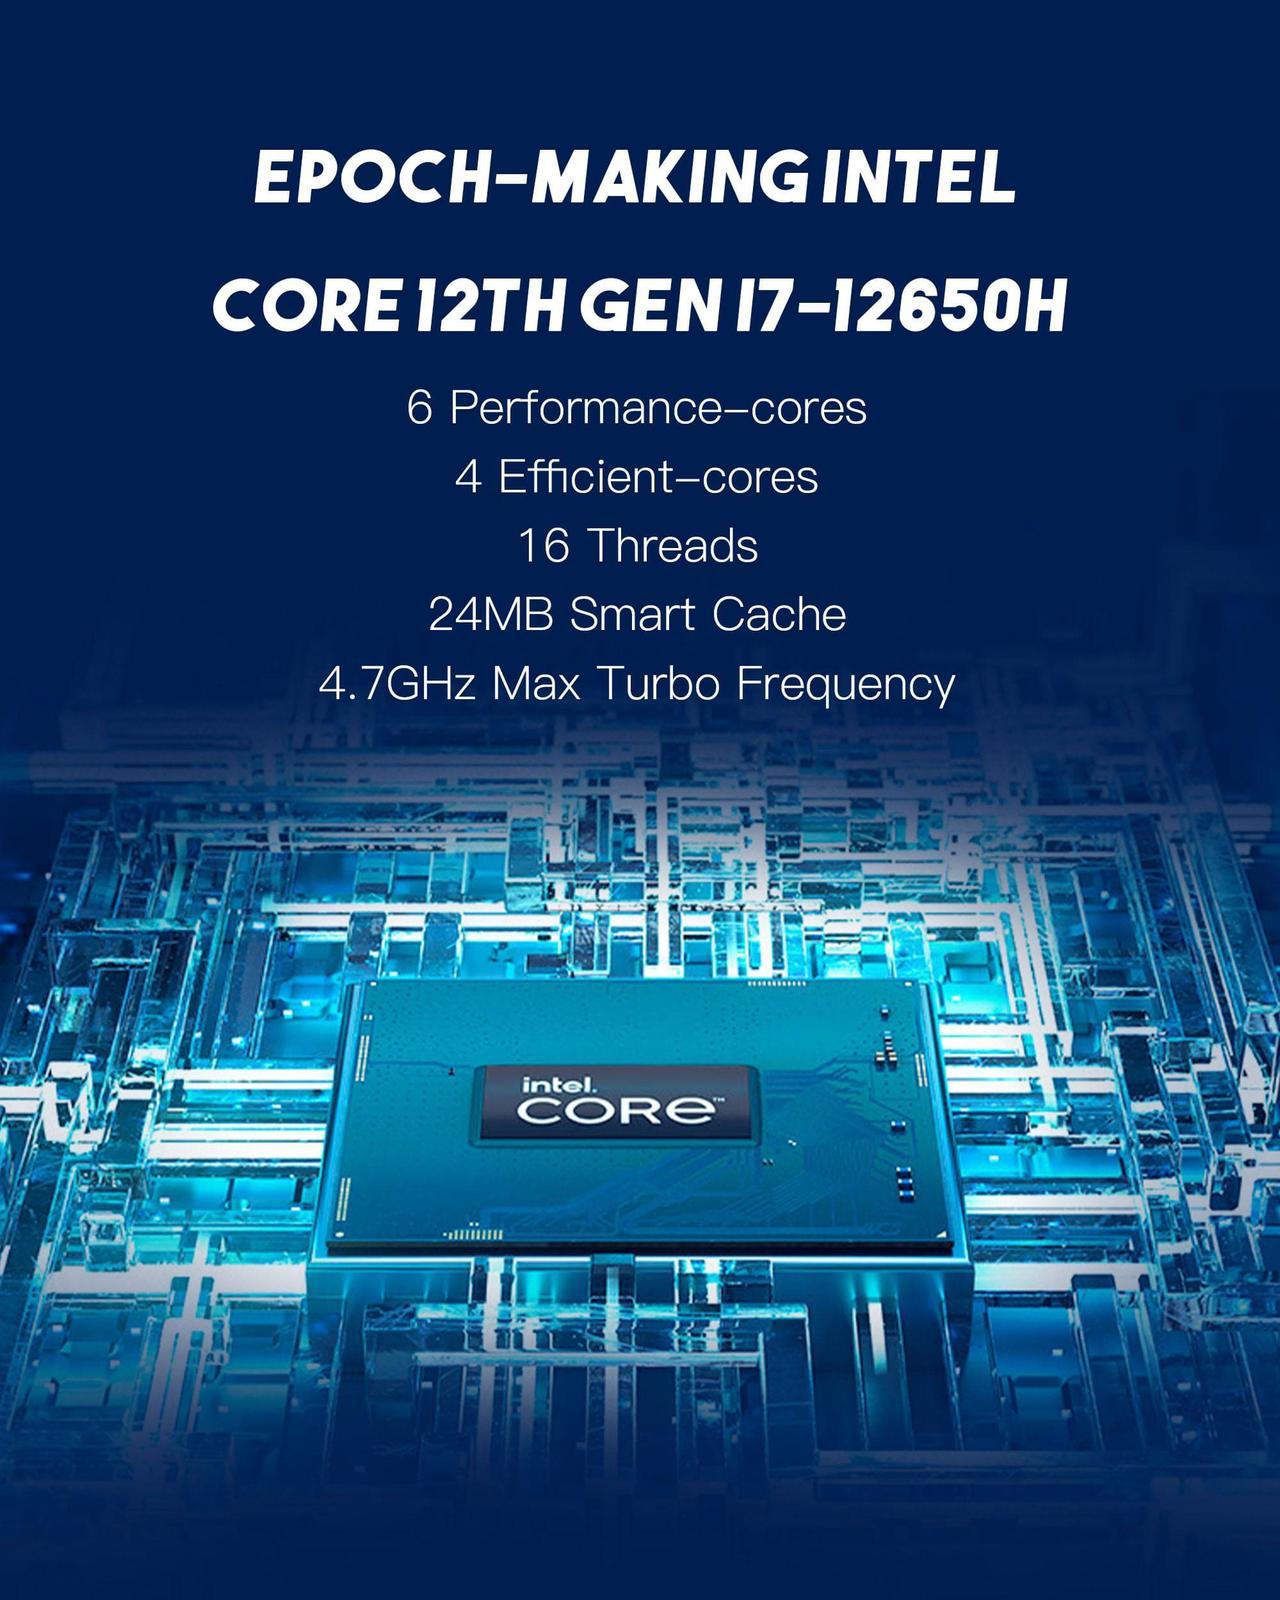 EPOCH-MAKING INTEL
CORE 12TH GEN I7-12650H
6 Performance-cores
4 Efficient-cores
16 Threads
24MB Smart Cache
4.7GHz Max Turbo Frequency
intel.
CORe™